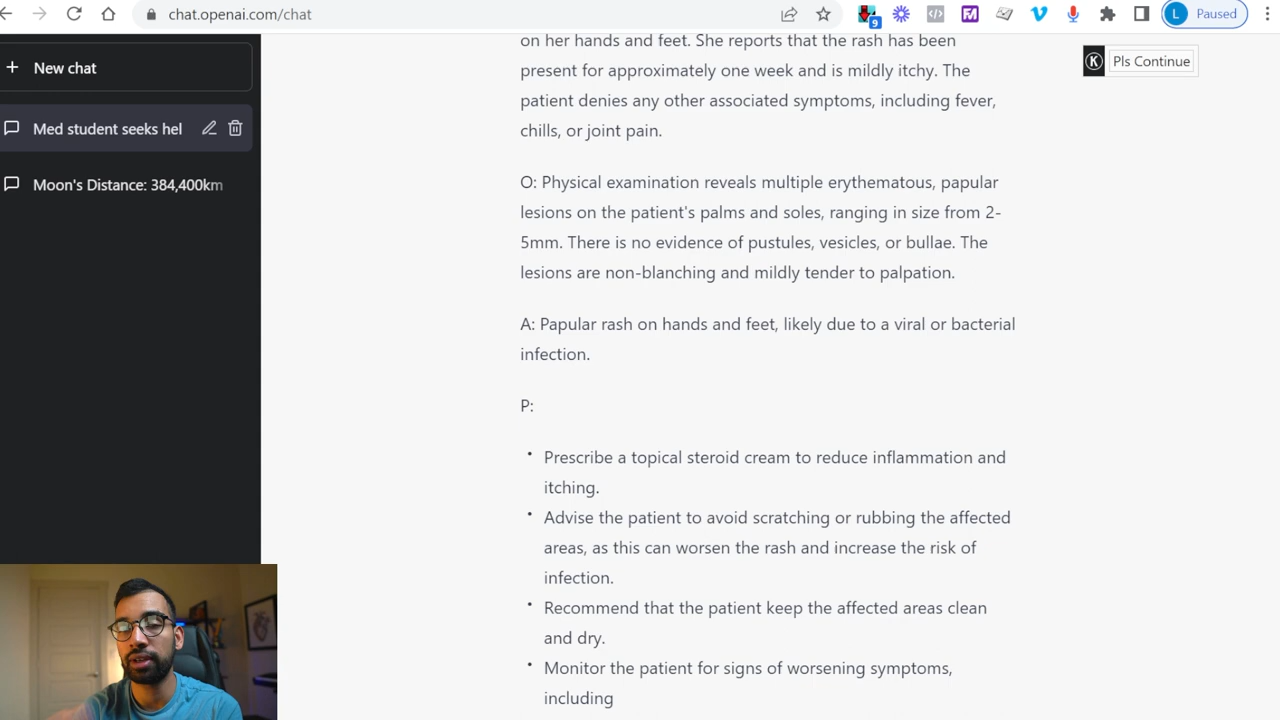 chat.openai.com/chat
9
L Paused
New chat
Med student seeks hel
Moon's Distance: 384,400km
K Pls Continue
on her hands and feet. She reports that the rash has been
present for approximately one week and is mildly itchy. The
patient denies any other associated symptoms, including fever,
chills, or joint pain.
O: Physical examination reveals multiple erythematous, papular
lesions on the patient's palms and soles, ranging in size from 2-
5mm. There is no evidence of pustules, vesicles, or bullae. The
lesions are non-blanching and mildly tender to palpation.
A: Papular rash on hands and feet, likely due to a viral or bacterial
infection.
P:
• Prescribe a topical steroid cream to reduce inflammation and
itching.
• Advise the patient to avoid scratching or rubbing the affected
areas, as this can worsen the rash and increase the risk of
infection.
• Recommend that the patient keep the affected areas clean
and dry.
• Monitor the patient for signs of worsening symptoms,
including